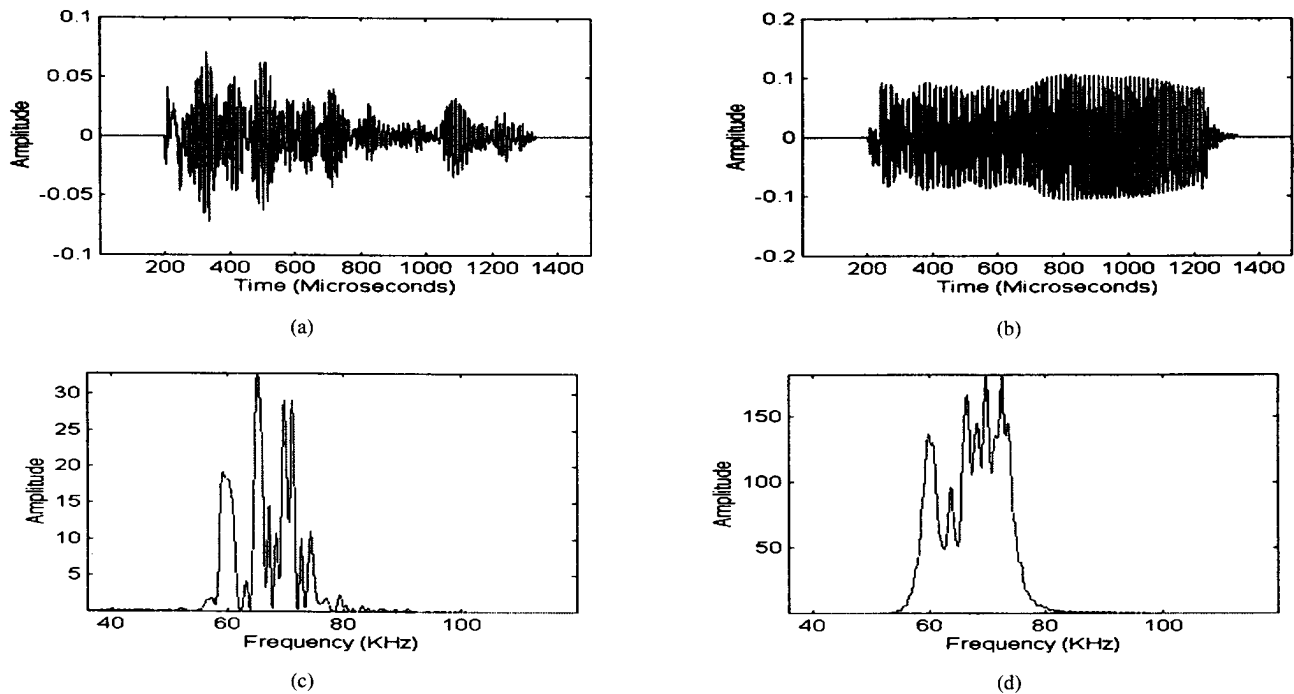 0.1
0.05
0
-0.05
-0.1
Amplitude
200 400 600 800 1000 1200 1400
Time (Microseconds)
(a)
0.2
0.1
0
-0.1
-0.2
Amplitude
200 400 600 800 1000 1200 1400
Time (Microseconds)
(b)
30
25
20
15
10
5
Amplitude
40 60 80 100
Frequency (KHz)
(c)
150
100
50
Amplitude
40 60 80 100
Frequency (KHz)
(d)